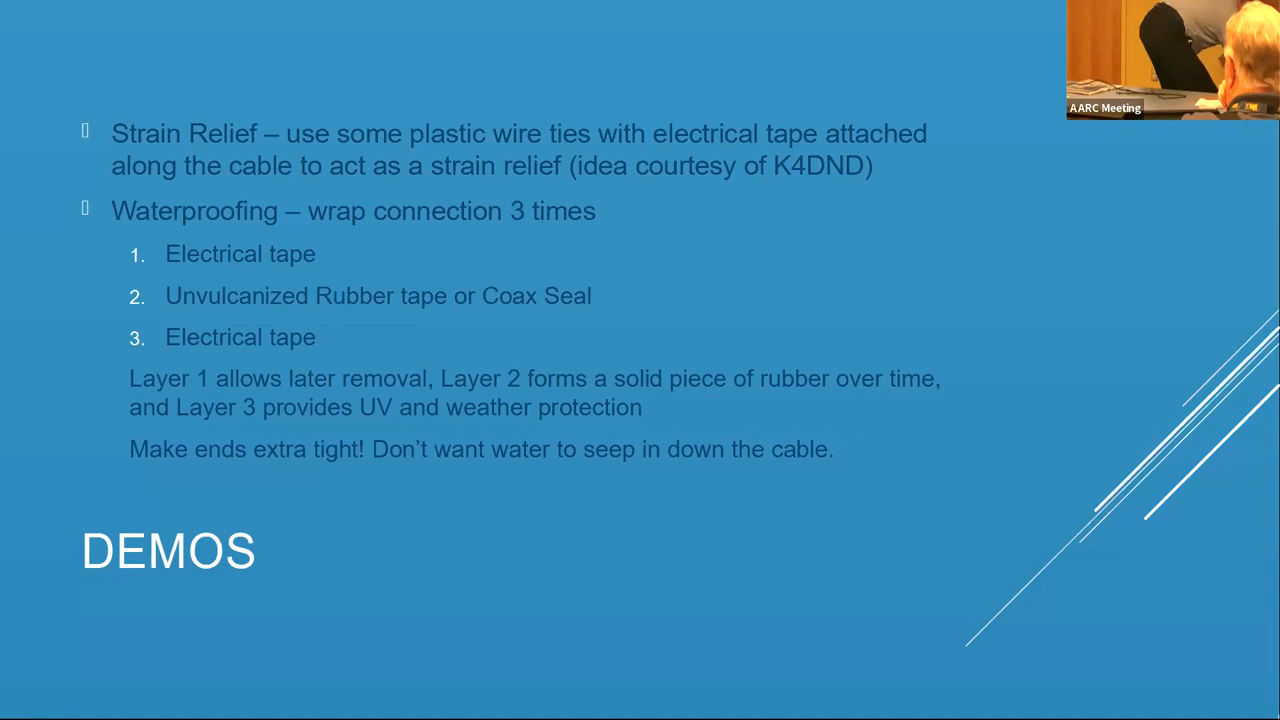 AARC Meeting
Strain Relief – use some plastic wire ties with electrical tape attached
along the cable to act as a strain relief (idea courtesy of K4DND)
Waterproofing – wrap connection 3 times
1. Electrical tape
2. Unvulcanized Rubber tape or Coax Seal
3. Electrical tape
Layer 1 allows later removal, Layer 2 forms a solid piece of rubber over time,
and Layer 3 provides UV and weather protection
Make ends extra tight! Don’t want water to seep in down the cable.
DEMOS